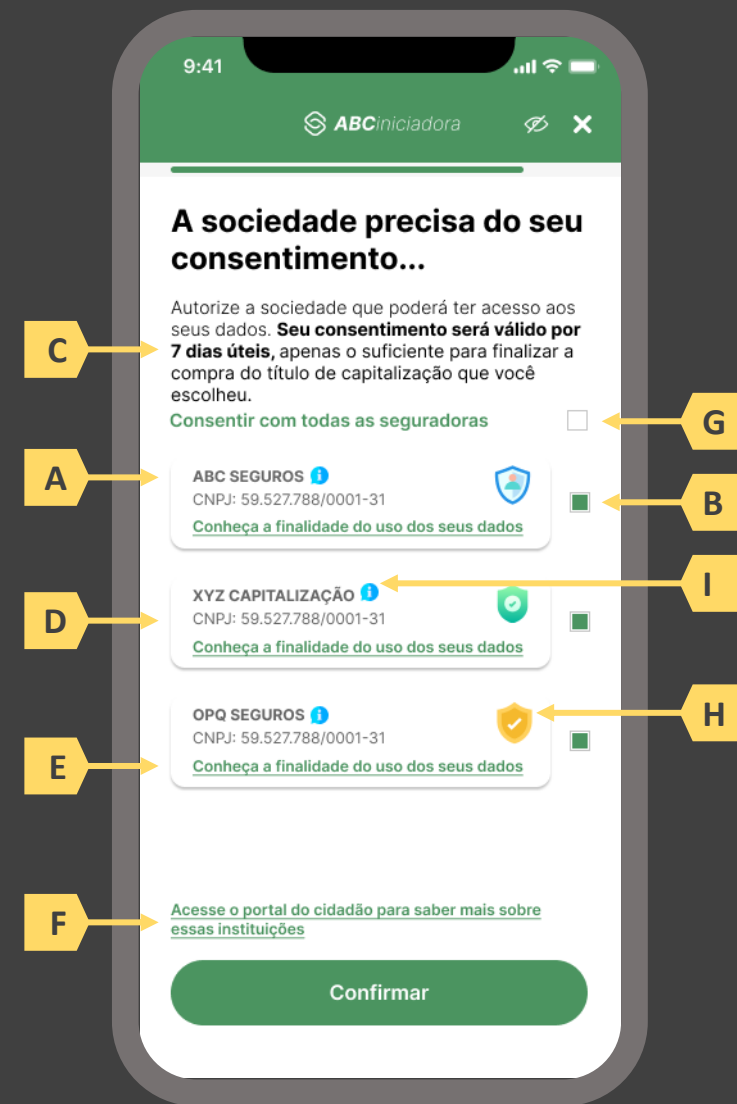 9:41
ABCiniciadora
A sociedade precisa do seu
consentimento...
Autorize a sociedade que poderá ter acesso aos
seus dados. Seu consentimento será válido por
7 dias úteis, apenas o suficiente para finalizar a
compra do título de capitalização que você
escolheu.
C
Consentir com todas as seguradoras
G
A
ABC SEGUROS
CNPJ: 59.527.788/0001-31
Conheça a finalidade do uso dos seus dados
B
I
XYZ CAPITALIZAÇÃO
CNPJ: 59.527.788/0001-31
Conheça a finalidade do uso dos seus dados
D
OPQ SEGUROS
CNPJ: 59.527.788/0001-31
Conheça a finalidade do uso dos seus dados
H
E
F
Acesse o portal do cidadão para saber mais sobre
essas instituições
Confirmar